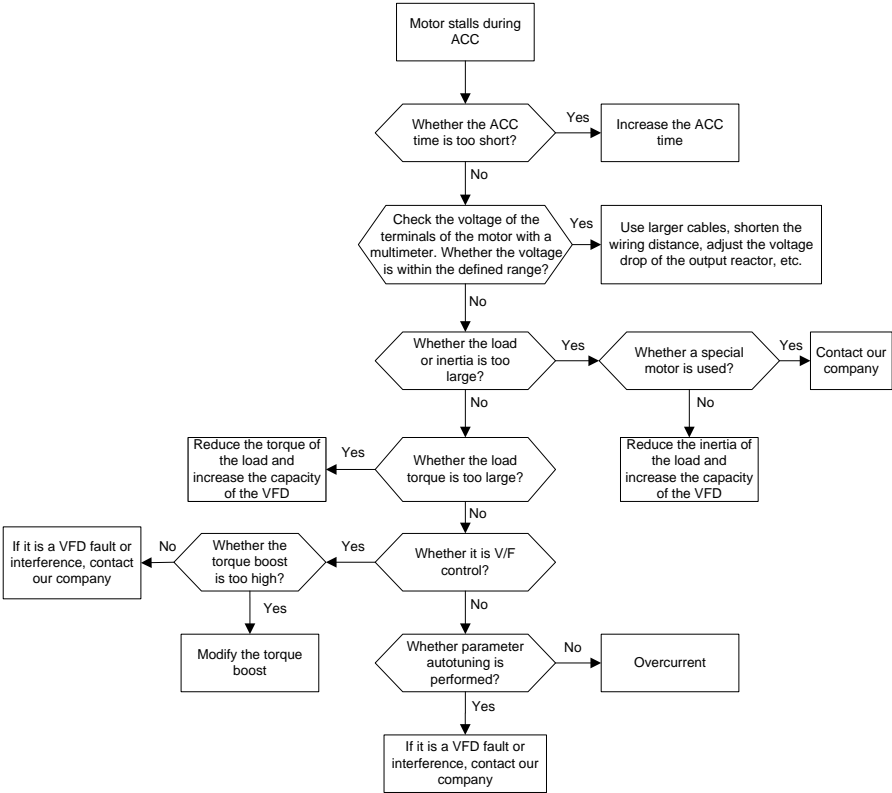 Motor stalls during
ACC
Whether the ACC
time is too short?
Yes
Increase the ACC
time
No
Check the voltage of the
terminals of the motor with a
multimeter. Whether the voltage
is within the defined range?
Yes
Use larger cables, shorten the
wiring distance, adjust the voltage
drop of the output reactor, etc.
No
Whether the load
or inertia is too
large?
Yes
Whether a special
motor is used?
Yes
Contact our
company
No
No
Reduce the torque of
the load and
increase the capacity
of the VFD
Yes
Whether the load
torque is too large?
Reduce the inertia of
the load and
increase the capacity
of the VFD
No
If it is a VFD fault or
interference, contact
our company
No
Whether the
torque boost
is too high?
Yes
Whether it is V/F
control?
Yes
No
Modify the torque
boost
Whether parameter
autotuning is
performed?
No
Overcurrent
Yes
If it is a VFD fault or
interference, contact our
company